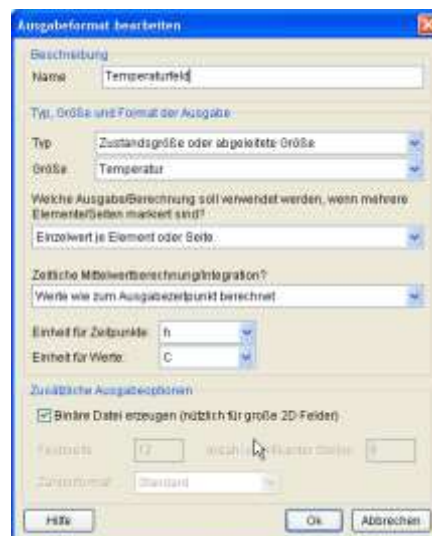 Ausgabeformat bearbeiten
Beschreibung
Name Temperaturfeld
Typ, Größe und Format der Ausgabe
Typ Zustandsgröße oder abgeleitete Größe
Größe Temperatur
Welche Ausgabe/Berechnung soll verwendet werden, wenn mehrere
Elemente/Seiten markiert sind?
Einzelwert je Element oder Seite
Zeitliche Mittelwertberechnung/Integration?
Werte wie zum Ausgabezeitpunkt berechnet
Einheit für Zeitpunkte: h
Einheit für Werte: C
Zusätzliche Ausgabeoptionen
Binäre Datei erzeugen (nützlich für große 2D-Felder)
12
Zahlenformat Standard
Hilfe Ok Abbrechen